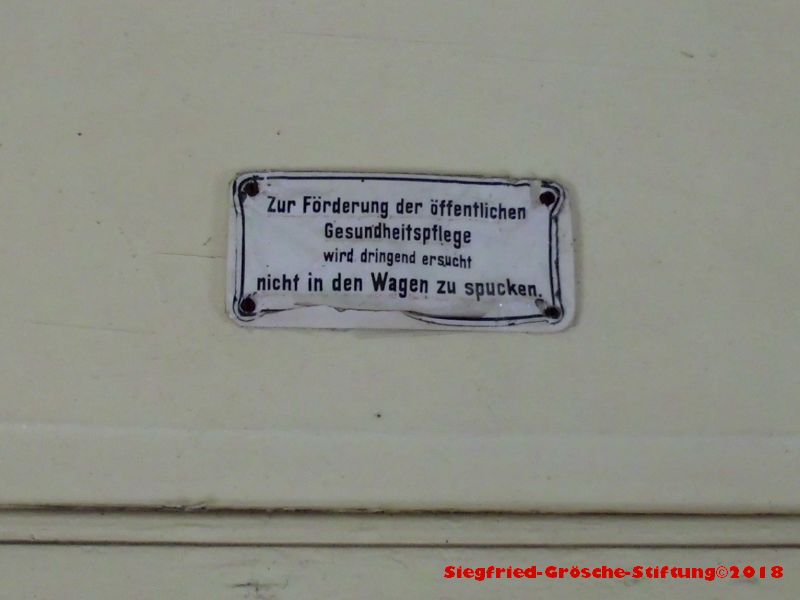 Zur Förderung der öffentlichen
Gesundheitspflege
wird dringend ersucht
nicht in den Wagen zu spucken.
Siegfried-Grösche-Stiftung©2018